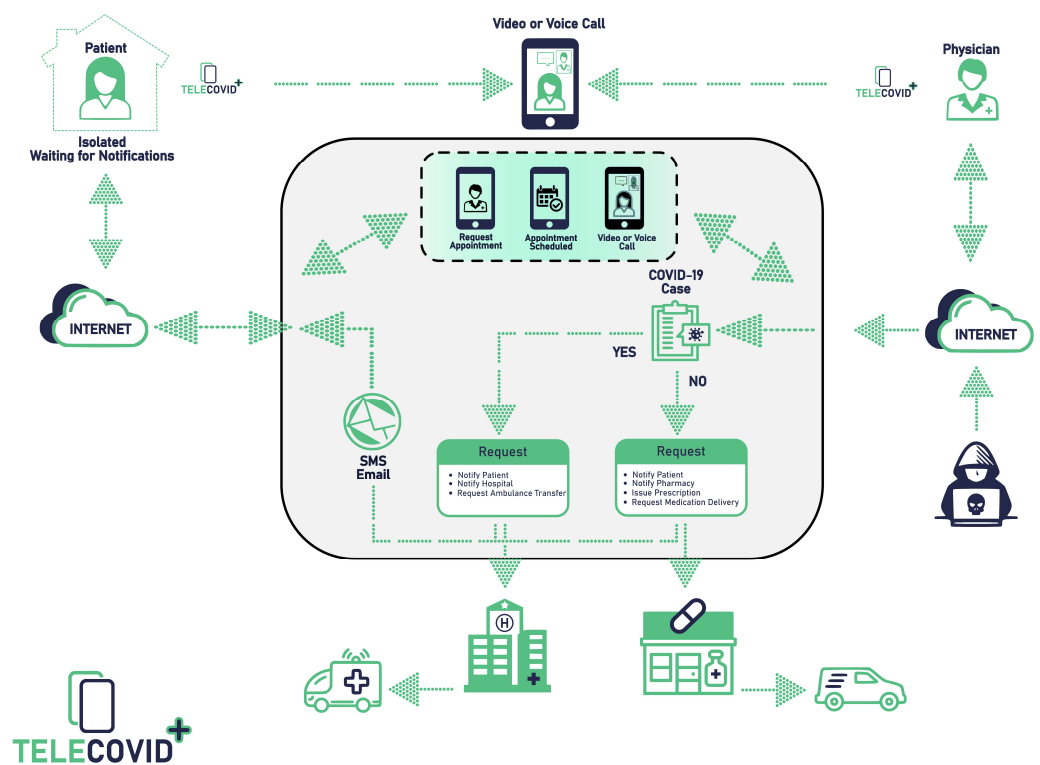 Video or Voice Call
Patient
Physician
TELECOVID+
TELECOVID+
Isolated
Waiting for Notifications
Request
Appointment
Appointment
Scheduled
Video or Voice
Call
COVID-19
Case
INTERNET
INTERNET
YES
NO
SMS
Email
Request
• Notify Patient
• Notify Hospital
• Request Ambulance Transfer
Request
• Notify Patient
• Notify Pharmacy
• Issue Prescription
• Request Medication Delivery
H
TELECOVID+